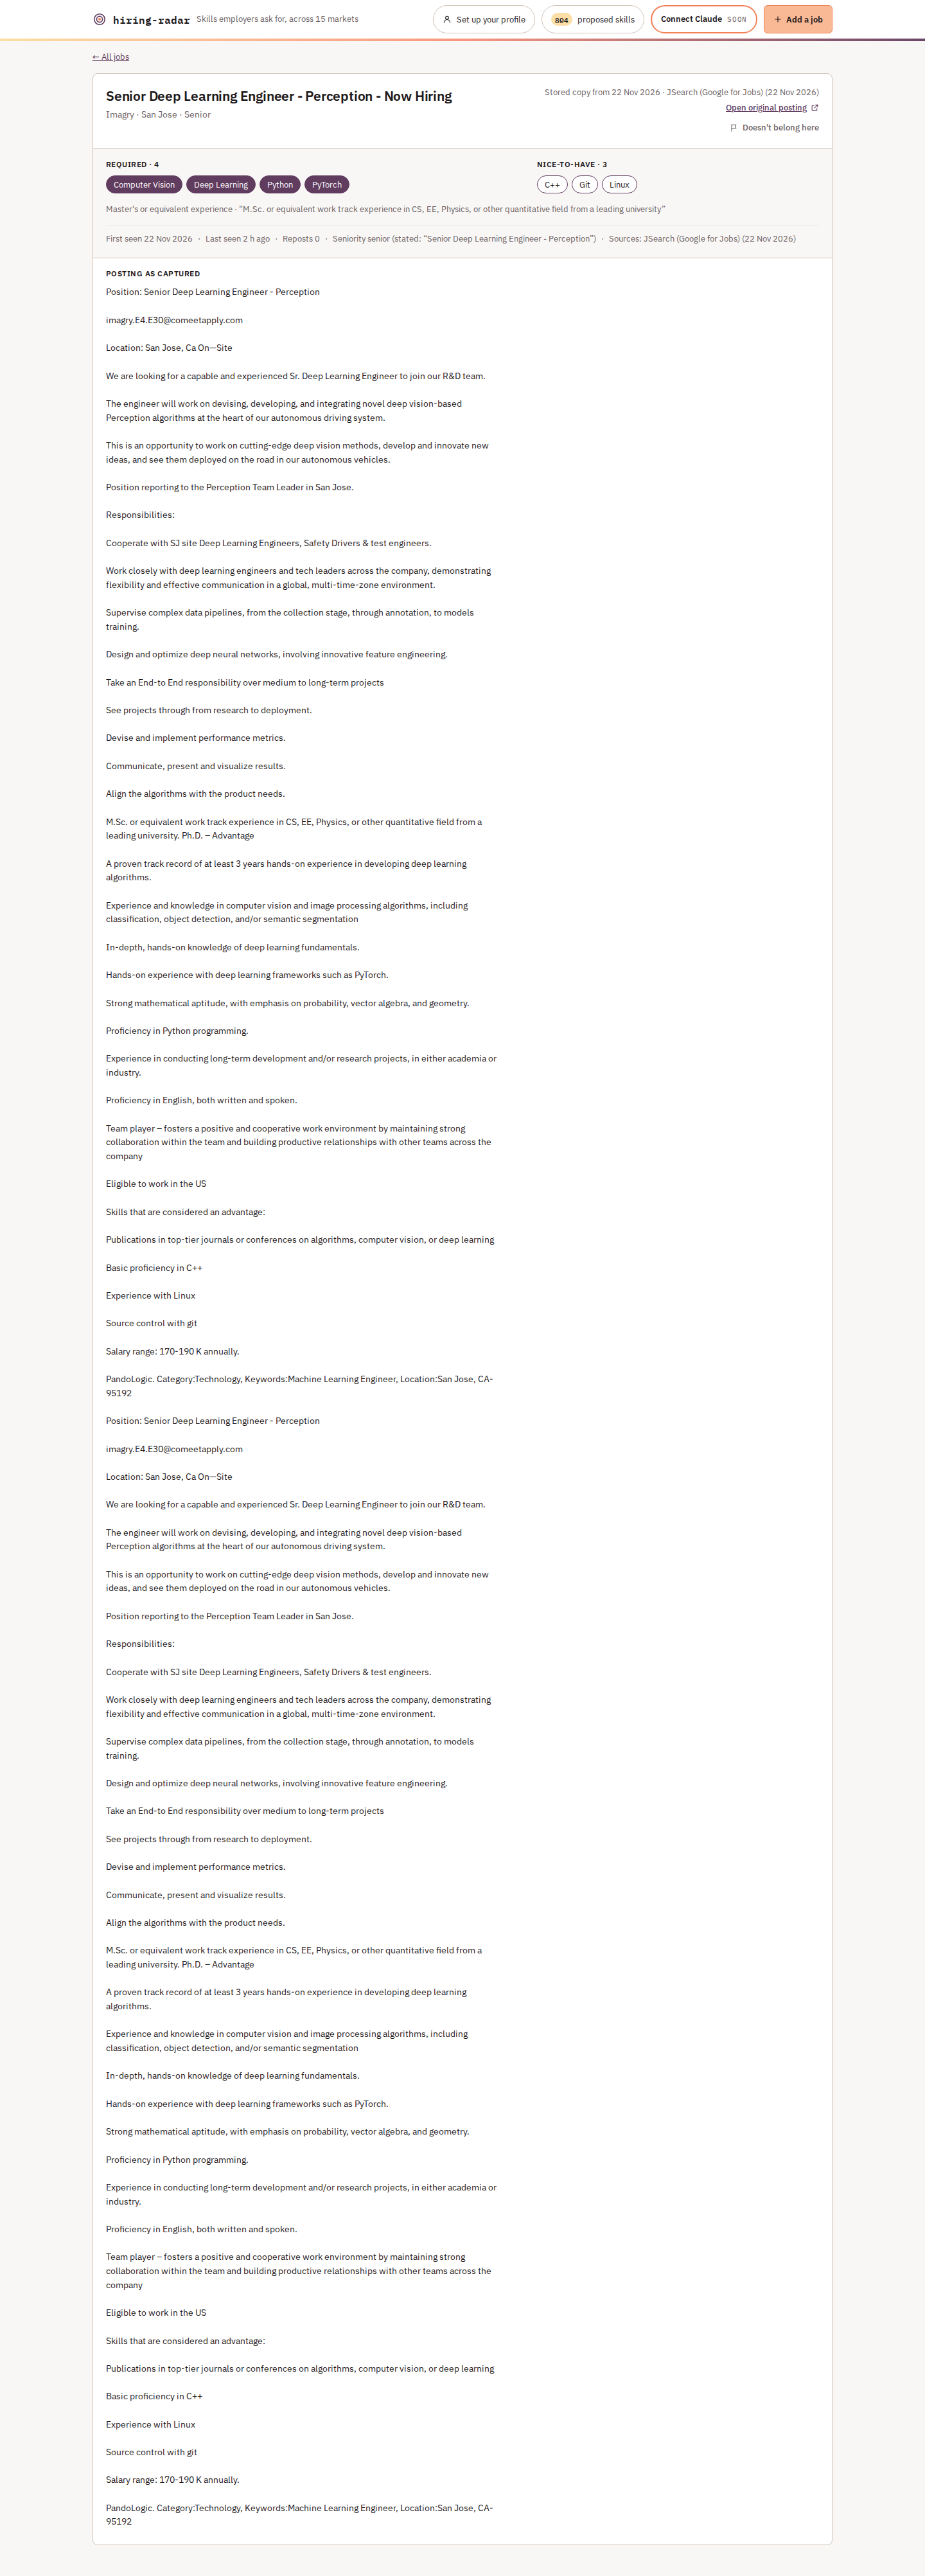 hiring-radar Skills employers ask for, across 15 markets Set up your profile 804 proposed skills Connect Claude SOON + Add a job
← All jobs
Senior Deep Learning Engineer - Perception - Now Hiring
Imagry · San Jose · Senior
Stored copy from 22 Nov 2026 · JSearch (Google for Jobs) (22 Nov 2026)
Open original posting
Doesn't belong here
REQUIRED · 4
Computer Vision Deep Learning Python PyTorch
NICE-TO-HAVE · 3
C++ Git Linux
Master's or equivalent experience · “M.Sc. or equivalent work track experience in CS, EE, Physics, or other quantitative field from a leading university”
First seen 22 Nov 2026 · Last seen 2 h ago · Reposts 0 · Seniority senior (stated: “Senior Deep Learning Engineer - Perception”) · Sources: JSearch (Google for Jobs) (22 Nov 2026)
POSTING AS CAPTURED
Position: Senior Deep Learning Engineer - Perception
imagry.E4.E30@comeetapply.com
Location: San Jose, Ca On—Site
We are looking for a capable and experienced Sr. Deep Learning Engineer to join our R&D team.
The engineer will work on devising, developing, and integrating novel deep vision-based
Perception algorithms at the heart of our autonomous driving system.
This is an opportunity to work on cutting-edge deep vision methods, develop and innovate new
ideas, and see them deployed on the road in our autonomous vehicles.
Position reporting to the Perception Team Leader in San Jose.
Responsibilities:
Cooperate with SJ site Deep Learning Engineers, Safety Drivers & test engineers.
Work closely with deep learning engineers and tech leaders across the company, demonstrating
flexibility and effective communication in a global, multi-time-zone environment.
Supervise complex data pipelines, from the collection stage, through annotation, to models
training.
Design and optimize deep neural networks, involving innovative feature engineering.
Take an End-to End responsibility over medium to long-term projects
See projects through from research to deployment.
Devise and implement performance metrics.
Communicate, present and visualize results.
Align the algorithms with the product needs.
M.Sc. or equivalent work track experience in CS, EE, Physics, or other quantitative field from a
leading university. Ph.D. – Advantage
A proven track record of at least 3 years hands-on experience in developing deep learning
algorithms.
Experience and knowledge in computer vision and image processing algorithms, including
classification, object detection, and/or semantic segmentation
In-depth, hands-on knowledge of deep learning fundamentals.
Hands-on experience with deep learning frameworks such as PyTorch.
Strong mathematical aptitude, with emphasis on probability, vector algebra, and geometry.
Proficiency in Python programming.
Experience in conducting long-term development and/or research projects, in either academia or
industry.
Proficiency in English, both written and spoken.
Team player – fosters a positive and cooperative work environment by maintaining strong
collaboration within the team and building productive relationships with other teams across the
company
Eligible to work in the US
Skills that are considered an advantage:
Publications in top-tier journals or conferences on algorithms, computer vision, or deep learning
Basic proficiency in C++
Experience with Linux
Source control with git
Salary range: 170-190 K annually.
PandoLogic. Category:Technology, Keywords:Machine Learning Engineer, Location:San Jose, CA-
95192
Position: Senior Deep Learning Engineer - Perception
imagry.E4.E30@comeetapply.com
Location: San Jose, Ca On—Site
We are looking for a capable and experienced Sr. Deep Learning Engineer to join our R&D team.
The engineer will work on devising, developing, and integrating novel deep vision-based
Perception algorithms at the heart of our autonomous driving system.
This is an opportunity to work on cutting-edge deep vision methods, develop and innovate new
ideas, and see them deployed on the road in our autonomous vehicles.
Position reporting to the Perception Team Leader in San Jose.
Responsibilities:
Cooperate with SJ site Deep Learning Engineers, Safety Drivers & test engineers.
Work closely with deep learning engineers and tech leaders across the company, demonstrating
flexibility and effective communication in a global, multi-time-zone environment.
Supervise complex data pipelines, from the collection stage, through annotation, to models
training.
Design and optimize deep neural networks, involving innovative feature engineering.
Take an End-to End responsibility over medium to long-term projects
See projects through from research to deployment.
Devise and implement performance metrics.
Communicate, present and visualize results.
Align the algorithms with the product needs.
M.Sc. or equivalent work track experience in CS, EE, Physics, or other quantitative field from a
leading university. Ph.D. – Advantage
A proven track record of at least 3 years hands-on experience in developing deep learning
algorithms.
Experience and knowledge in computer vision and image processing algorithms, including
classification, object detection, and/or semantic segmentation
In-depth, hands-on knowledge of deep learning fundamentals.
Hands-on experience with deep learning frameworks such as PyTorch.
Strong mathematical aptitude, with emphasis on probability, vector algebra, and geometry.
Proficiency in Python programming.
Experience in conducting long-term development and/or research projects, in either academia or
industry.
Proficiency in English, both written and spoken.
Team player – fosters a positive and cooperative work environment by maintaining strong
collaboration within the team and building productive relationships with other teams across the
company
Eligible to work in the US
Skills that are considered an advantage:
Publications in top-tier journals or conferences on algorithms, computer vision, or deep learning
Basic proficiency in C++
Experience with Linux
Source control with git
Salary range: 170-190 K annually.
PandoLogic. Category:Technology, Keywords:Machine Learning Engineer, Location:San Jose, CA-
95192